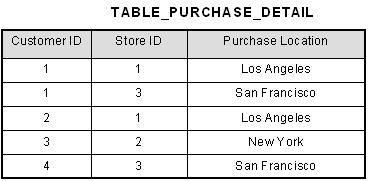 TABLE_PURCHASE_DETAIL
Customer ID Store ID Purchase Location
1 1 Los Angeles
1 3 San Francisco
2 1 Los Angeles
3 2 New York
4 3 San Francisco